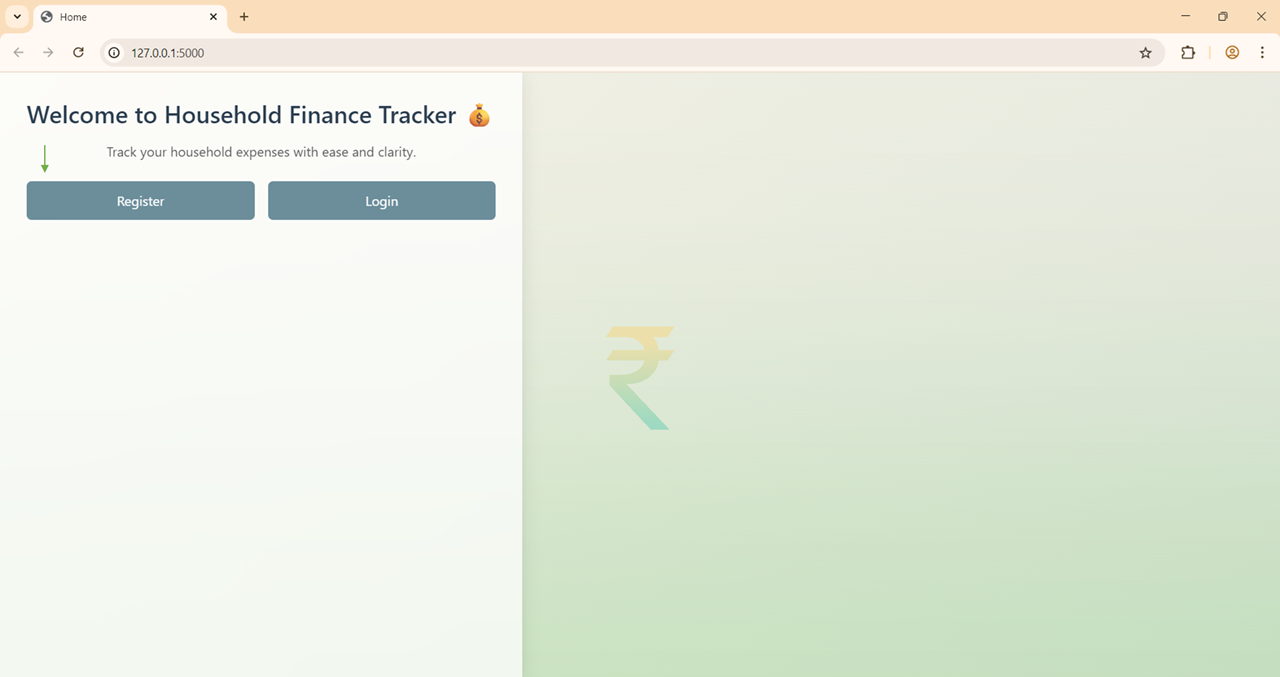 Home
127.0.0.1:5000
Welcome to Household Finance Tracker 💰
Track your household expenses with ease and clarity.
Register
Login
₹